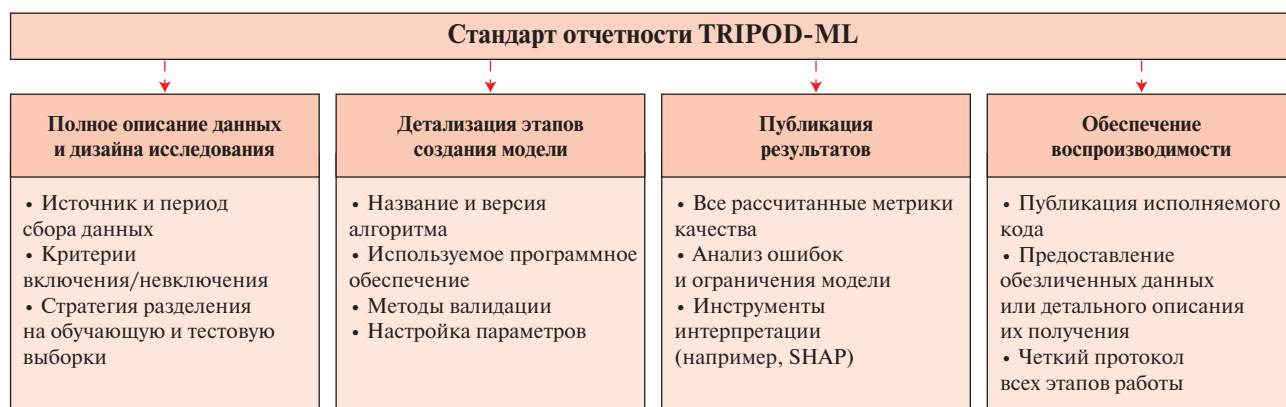 Стандарт отчетности TRIPOD-ML
Полное описание данных
и дизайна исследования
• Источник и период
сбора данных
• Критерии
включения/невключения
• Стратегия разделения
на обучающую и тестовую
выборки
Детализация этапов
создания модели
• Название и версия
алгоритма
• Используемое программное
обеспечение
• Методы валидации
• Настройка параметров
Публикация
результатов
• Все рассчитанные метрики
качества
• Анализ ошибок
и ограничения модели
• Инструменты
интерпретации
(например, SHAP)
Обеспечение
воспроизводимости
• Публикация исполняемого
кода
• Предоставление
обезличенных данных
или детального описания
их получения
• Четкий протокол
всех этапов работы